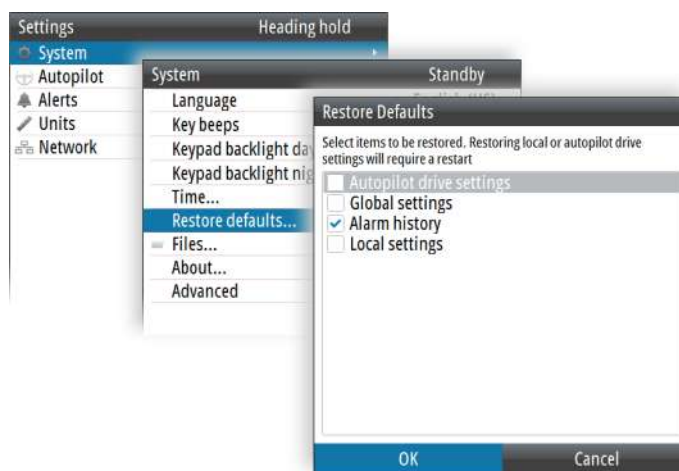 Settings Heading hold
System
Autopilot
Alerts
Units
Network
System Standby
Language
Key beeps
Keypad backlight day
Keypad backlight
Time...
Restore defaults...
Files...
About...
Advanced
Restore Defaults
Select items to be restored. Restoring local or autopilot drive
settings will require a restart
Autopilot drive settings
Global settings
Alarm history
Local settings
OK Cancel